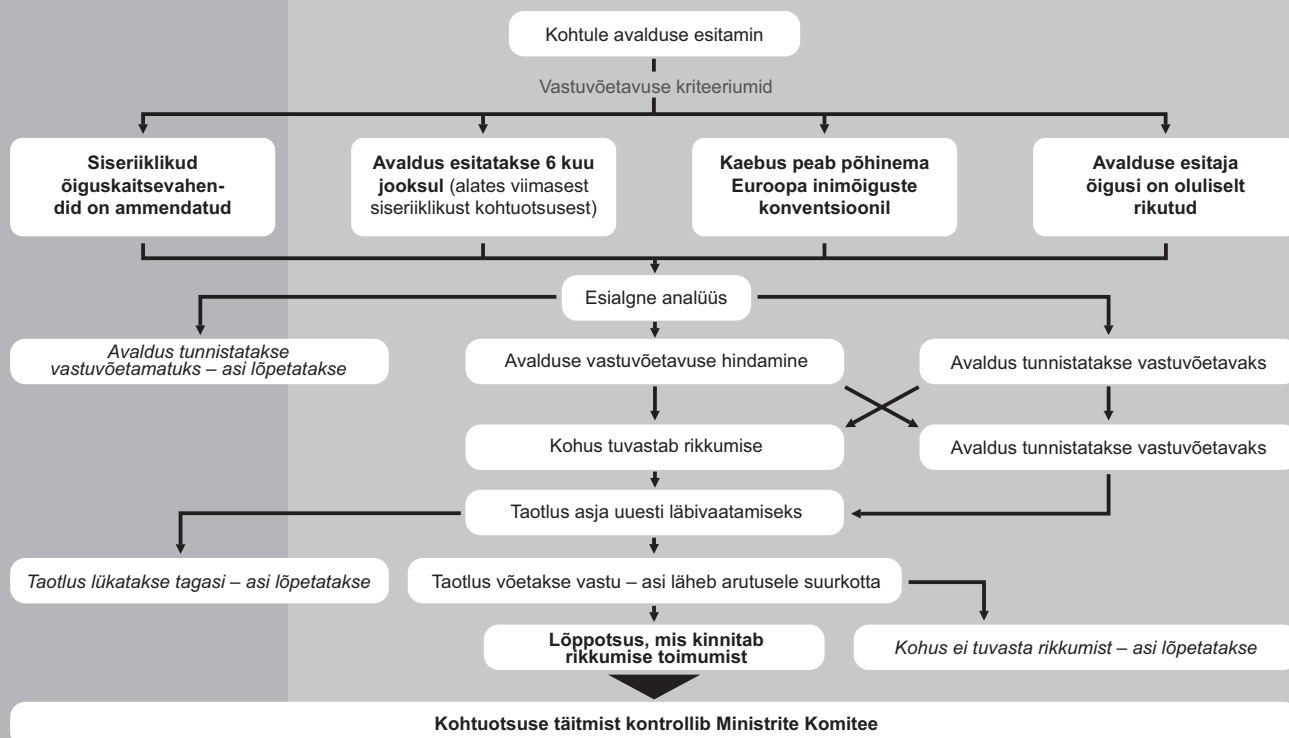 Kohtule avalduse esitamin
Vastuvõetavuse kriteeriumid
Siseriiklikud
õiguskaitsevahen-
did on ammendatud
Avaldus esitatakse 6 kuu
jooksul (alates viimasest
siseriiklikust kohtuotsusest)
Kaebus peab põhinema
Euroopa inimõiguste
konventsioonil
Avalduse esitaja
õigusi on oluliselt
rikutud
Esialgne analüüs
Avaldus tunnistatakse
vastuvõetamatuks – asi lõpetatakse
Avalduse vastuvõetavuse hindamine
Avaldus tunnistatakse vastuvõetavaks
Kohus tuvastab rikkumise
Avaldus tunnistatakse vastuvõetavaks
Taotlus asja uuesti läbivaatamiseks
Taotlus lükatakse tagasi – asi lõpetatakse
Taotlus võetakse vastu – asi läheb arutusele suurkotta
Lõppotsus, mis kinnitab
rikkumise toimumist
Kohus ei tuvasta rikkumist – asi lõpetatakse
Kohtuotsuse täitmist kontrollib Ministrite Komitee